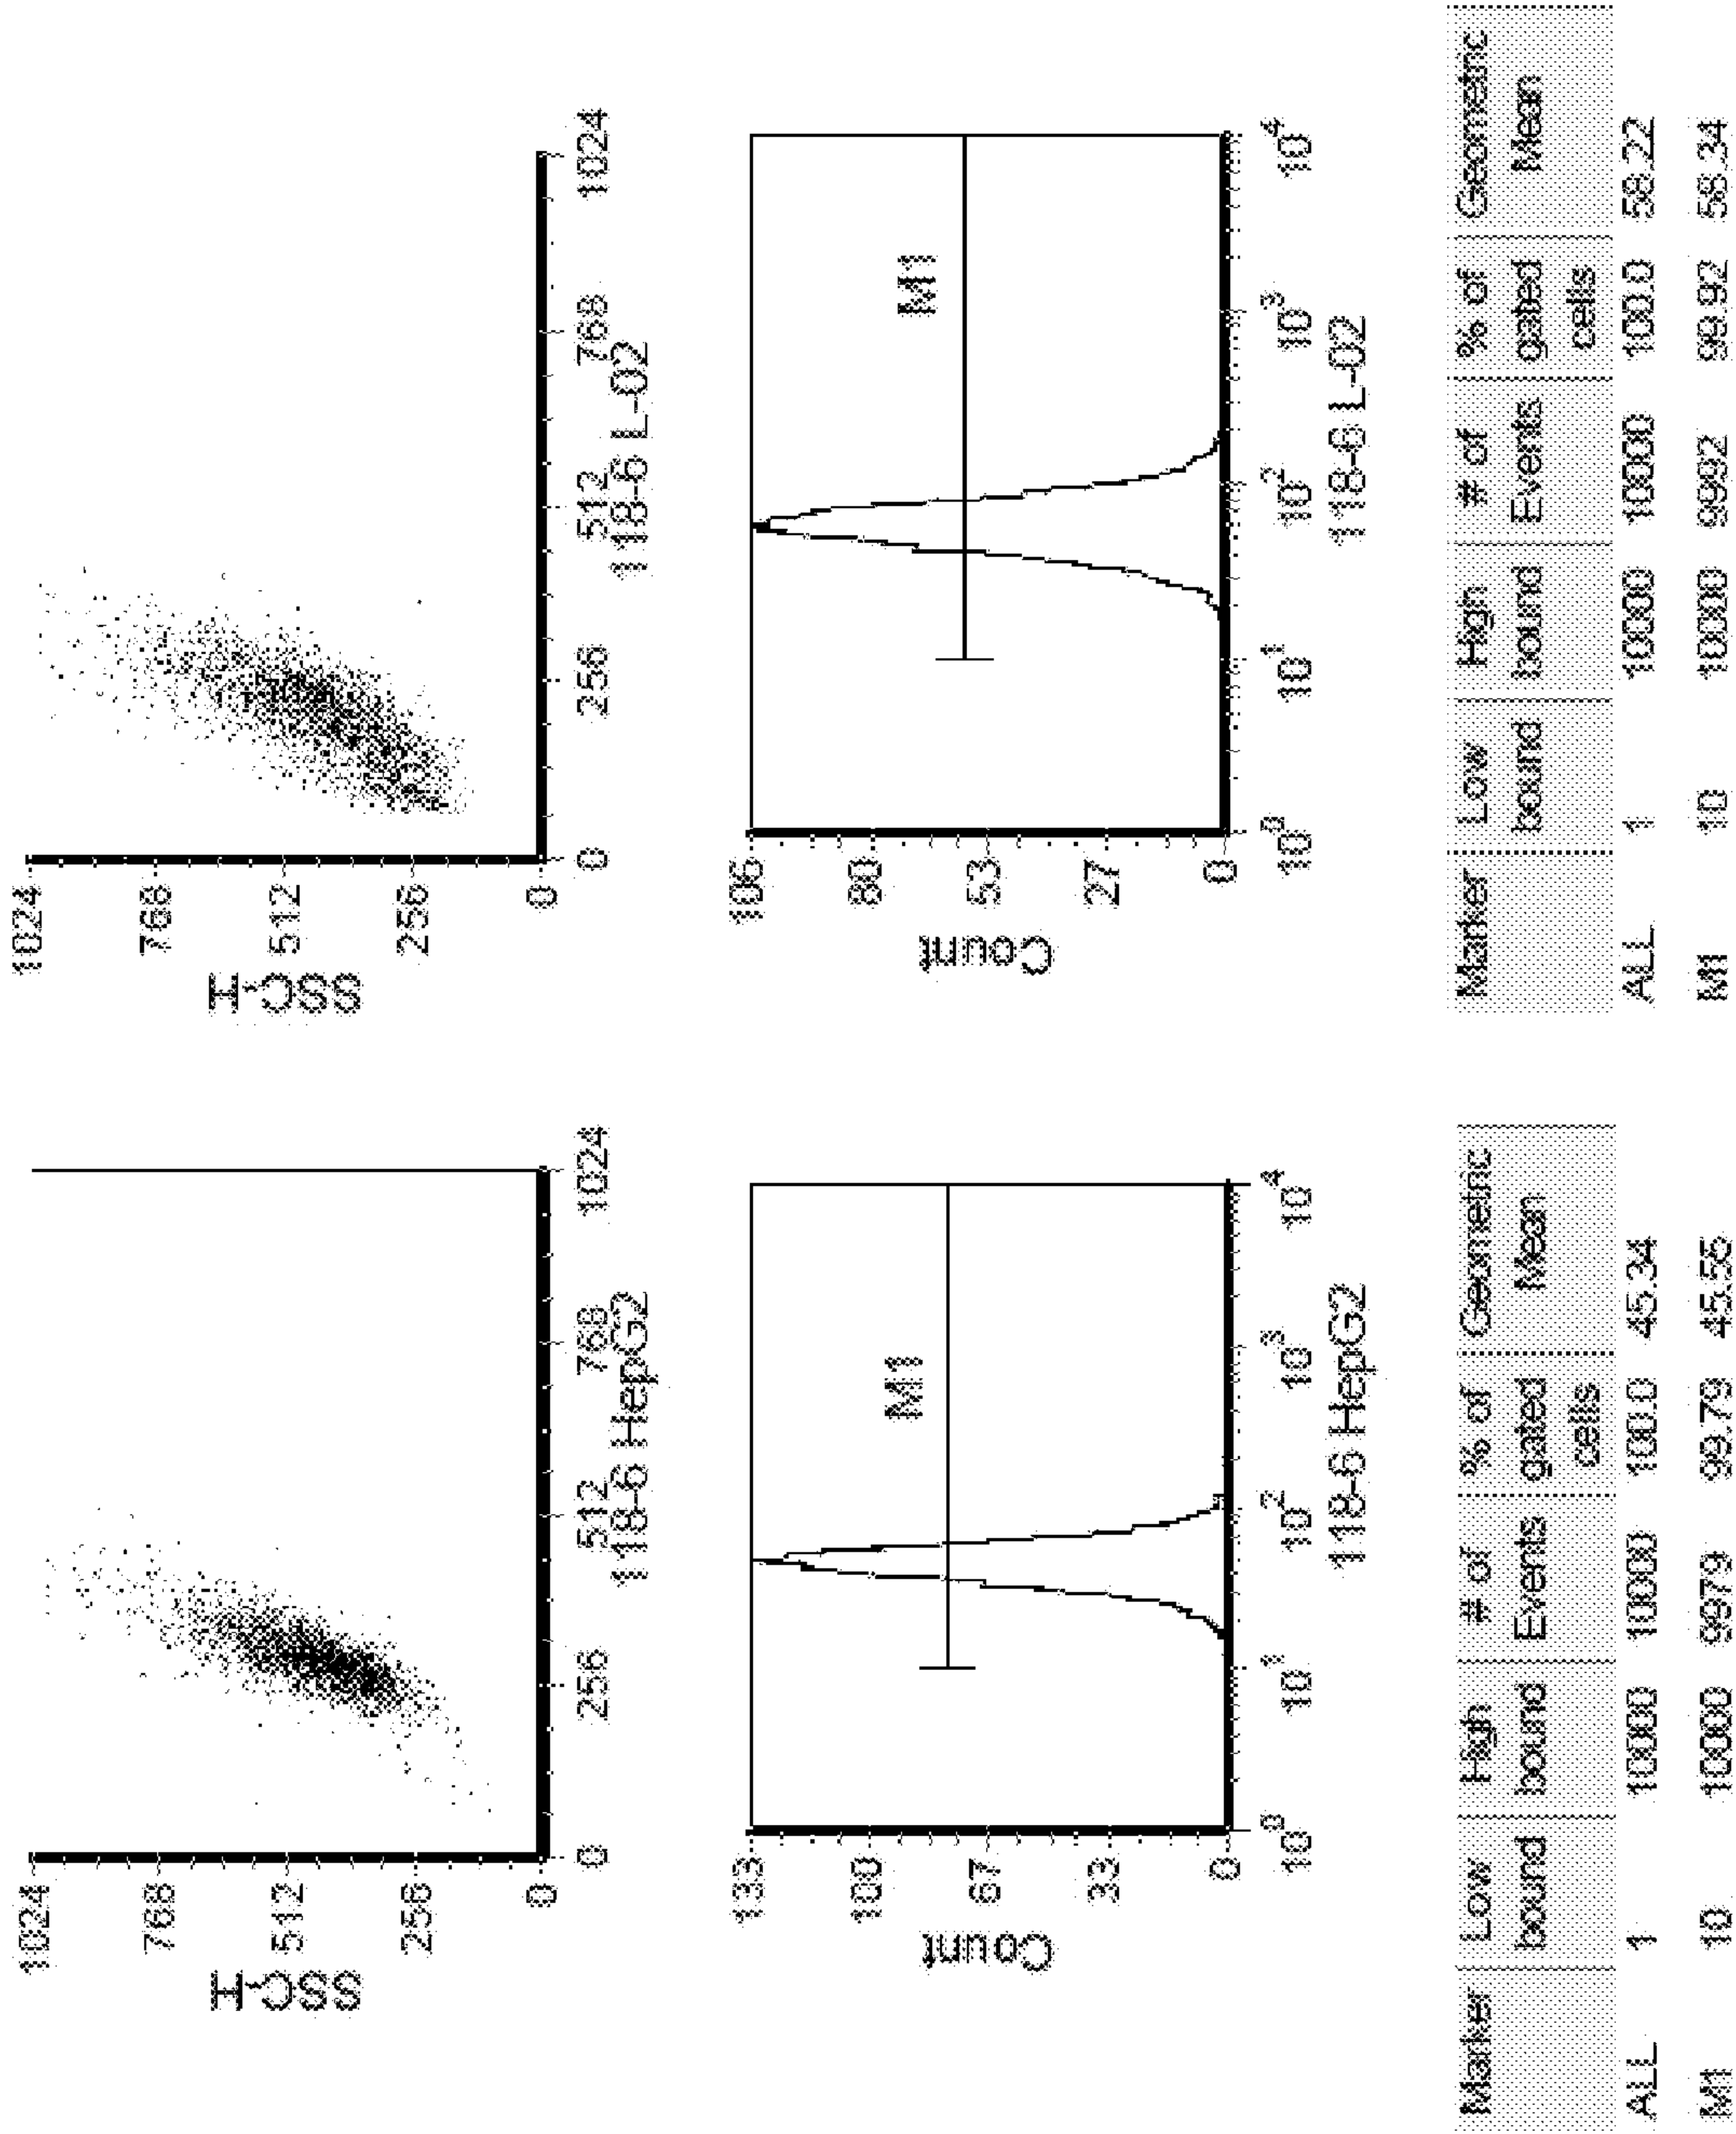 1024
768
512
256
0
SSC-H
0 256 512 768 1024
118-6 HepG2
133
100
67
33
0
Count
10^0 10^1 10^2 10^3 10^4
M1
118-6 HepG2
Marker Low bound High bound # of Events % of gated cells Geometric Mean
ALL 1 10000 10000 100.0 45.34
M1 10 10000 9979 99.79 45.55
1024
768
512
256
0
SSC-H
0 256 512 768 1024
118-6 L-02
106
80
53
27
0
Count
10^0 10^1 10^2 10^3 10^4
M1
118-6 L-02
Marker Low bound High bound # of Events % of gated cells Geometric Mean
ALL 1 10000 10000 100.0 58.22
M1 10 10000 9992 99.92 58.34